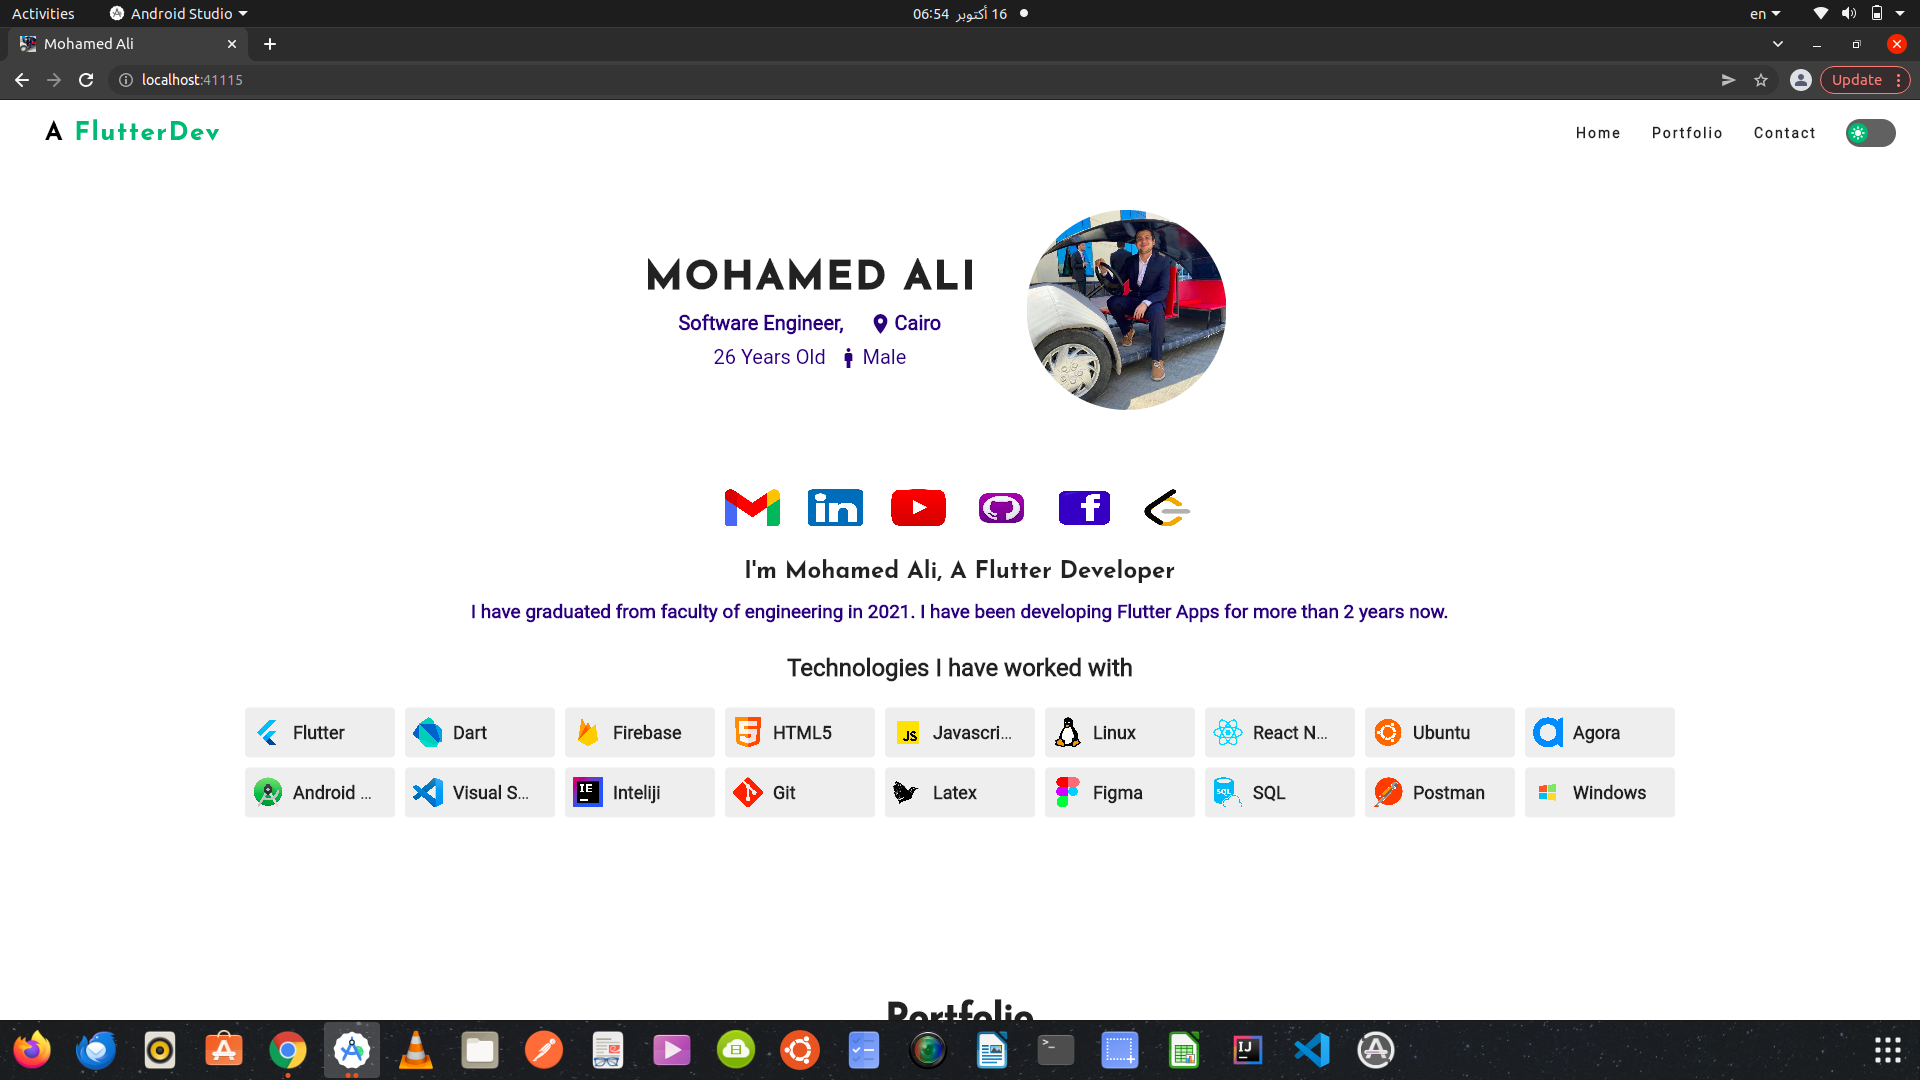 Activities
Android Studio
06:54 16 أكتوبر
en
Mohamed Ali
localhost:41115
Update
A FlutterDev
Home
Portfolio
Contact
MOHAMED ALI
Software Engineer, Cairo
26 Years Old Male
I'm Mohamed Ali, A Flutter Developer
I have graduated from faculty of engineering in 2021. I have been developing Flutter Apps for more than 2 years now.
Technologies I have worked with
Flutter
Dart
Firebase
HTML5
JS
Javascri...
Linux
React N...
Ubuntu
Agora
Android ...
Visual S...
IE
Inteliji
Git
Latex
Figma
SQL
SQL
Postman
Windows
Portfolio